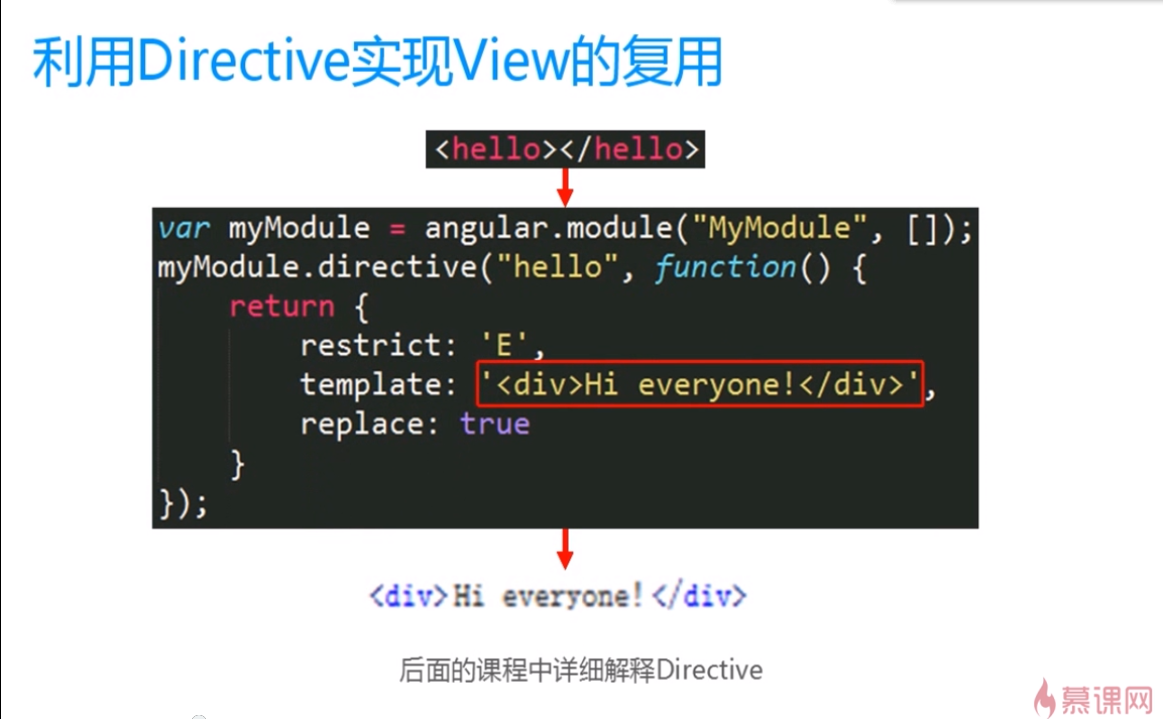 利用Directive实现View的复用
<hello></hello>
var myModule = angular.module("MyModule", []);
myModule.directive("hello", function() {
    return {
        restrict: 'E',
        template: '<div>Hi everyone!</div>',
        replace: true
    }
});
<div>Hi everyone!</div>
后面的课程中详细解释Directive
慕课网